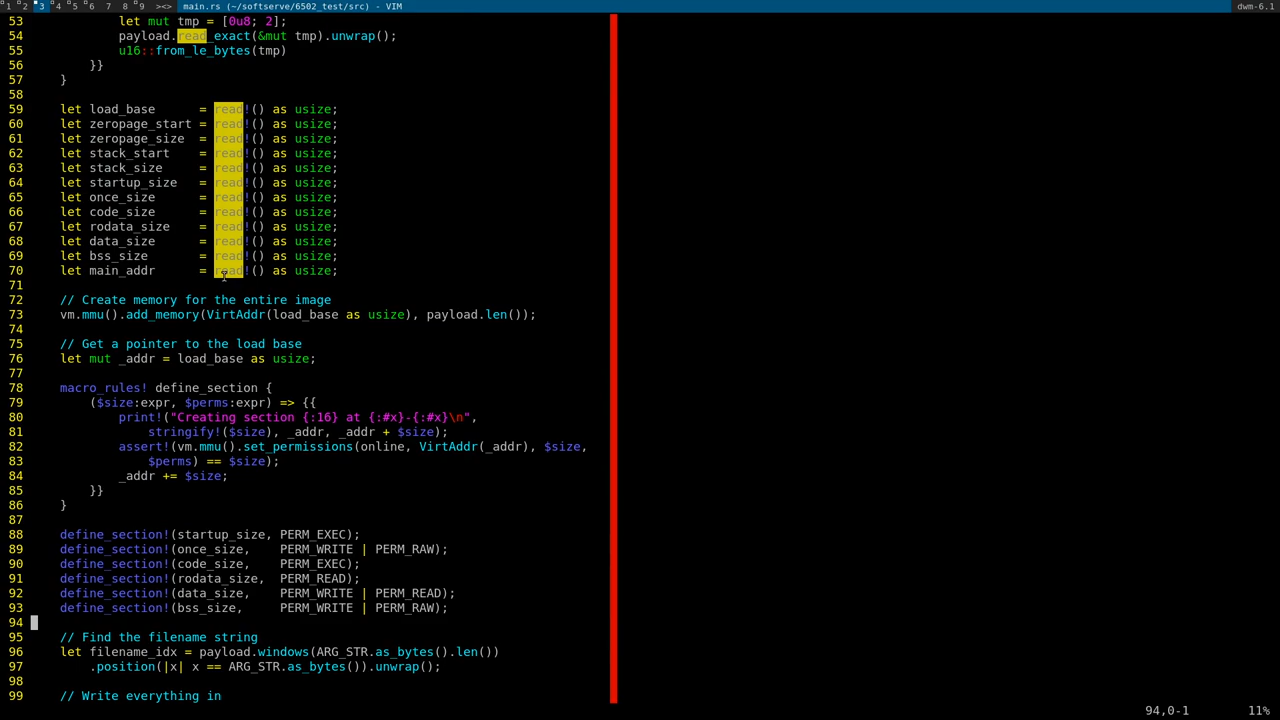 1 2 3 4 5 6 7 8 9 ><> main.rs (~/softserve/6502_test/src) - VIM dwm-6.1
53             let mut tmp = [0u8; 2];
54             payload.read_exact(&mut tmp).unwrap();
55             u16::from_le_bytes(tmp)
56         }}
57     }
58
59     let load_base      = read!() as usize;
60     let zeropage_start = read!() as usize;
61     let zeropage_size  = read!() as usize;
62     let stack_start    = read!() as usize;
63     let stack_size     = read!() as usize;
64     let startup_size   = read!() as usize;
65     let once_size      = read!() as usize;
66     let code_size      = read!() as usize;
67     let rodata_size    = read!() as usize;
68     let data_size      = read!() as usize;
69     let bss_size       = read!() as usize;
70     let main_addr      = read!() as usize;
71
72     // Create memory for the entire image
73     vm.mmu().add_memory(VirtAddr(load_base as usize), payload.len());
74
75     // Get a pointer to the load base
76     let mut _addr = load_base as usize;
77
78     macro_rules! define_section {
79         ($size:expr, $perms:expr) => {{
80             print!("Creating section {:16} at {:#x}-{:#x}\n",
81                 stringify!($size), _addr, _addr + $size);
82             assert!(vm.mmu().set_permissions(online, VirtAddr(_addr), $size,
83                 $perms) == $size);
84             _addr += $size;
85         }}
86     }
87
88     define_section!(startup_size, PERM_EXEC);
89     define_section!(once_size,    PERM_WRITE | PERM_RAW);
90     define_section!(code_size,    PERM_EXEC);
91     define_section!(rodata_size,  PERM_READ);
92     define_section!(data_size,    PERM_WRITE | PERM_READ);
93     define_section!(bss_size,     PERM_WRITE | PERM_RAW);
94
95     // Find the filename string
96     let filename_idx = payload.windows(ARG_STR.as_bytes().len())
97         .position(|x| x == ARG_STR.as_bytes()).unwrap();
98
99     // Write everything in
94,0-1 11%